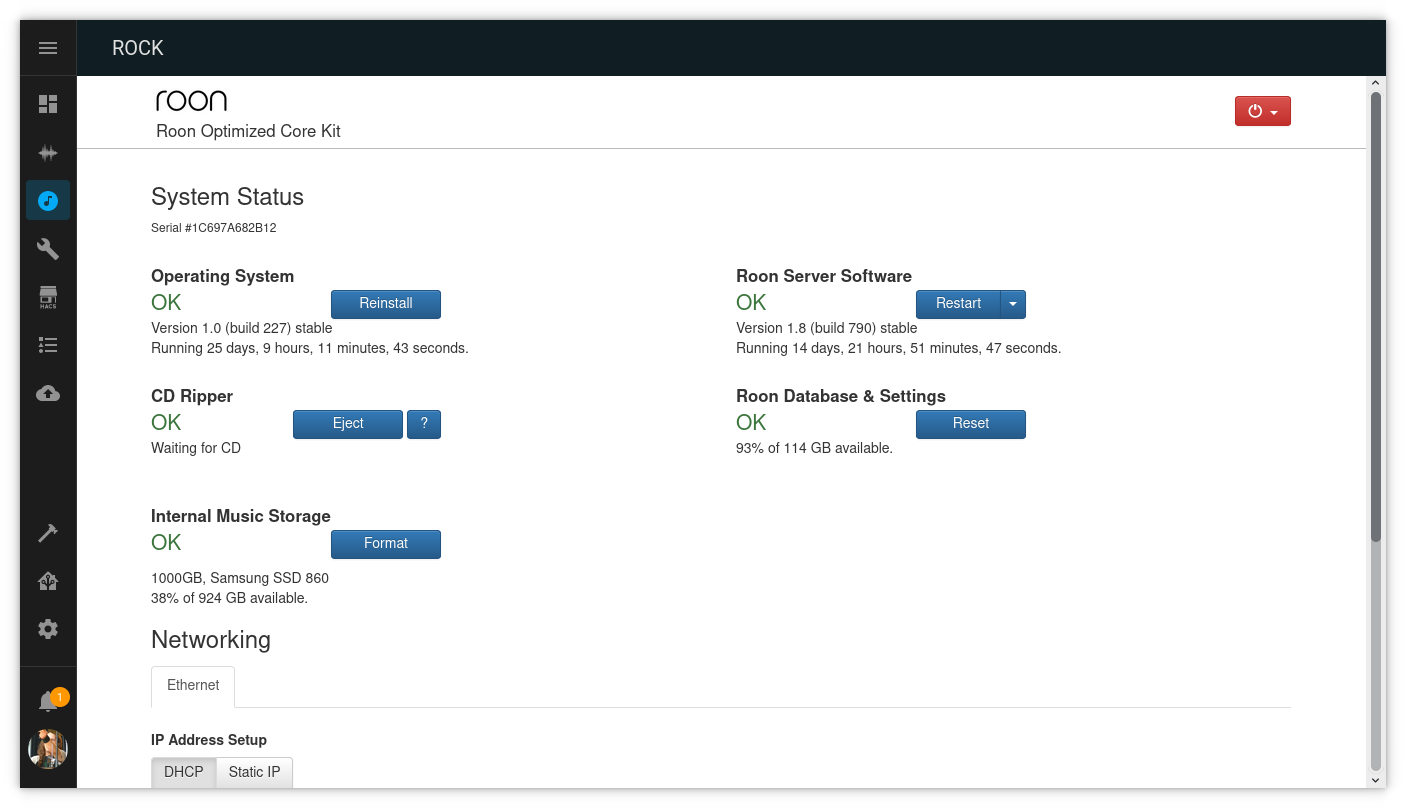 ROCK
roon
Roon Optimized Core Kit
System Status
Serial #1C697A682B12
Operating System
OK
Reinstall
Version 1.0 (build 227) stable
Running 25 days, 9 hours, 11 minutes, 43 seconds.
Roon Server Software
OK
Restart
Version 1.8 (build 790) stable
Running 14 days, 21 hours, 51 minutes, 47 seconds.
CD Ripper
OK
Eject
?
Waiting for CD
Roon Database & Settings
OK
Reset
93% of 114 GB available.
Internal Music Storage
OK
Format
1000GB, Samsung SSD 860
38% of 924 GB available.
Networking
Ethernet
IP Address Setup
DHCP
Static IP
HACS
1